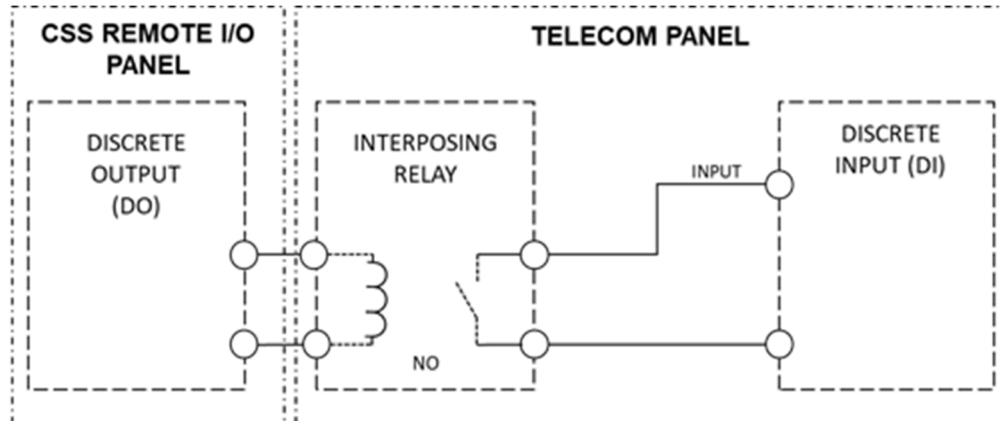 CSS REMOTE I/O
PANEL
TELECOM PANEL
DISCRETE
OUTPUT
(DO)
INTERPOSING
RELAY
NO
INPUT
DISCRETE
INPUT (DI)